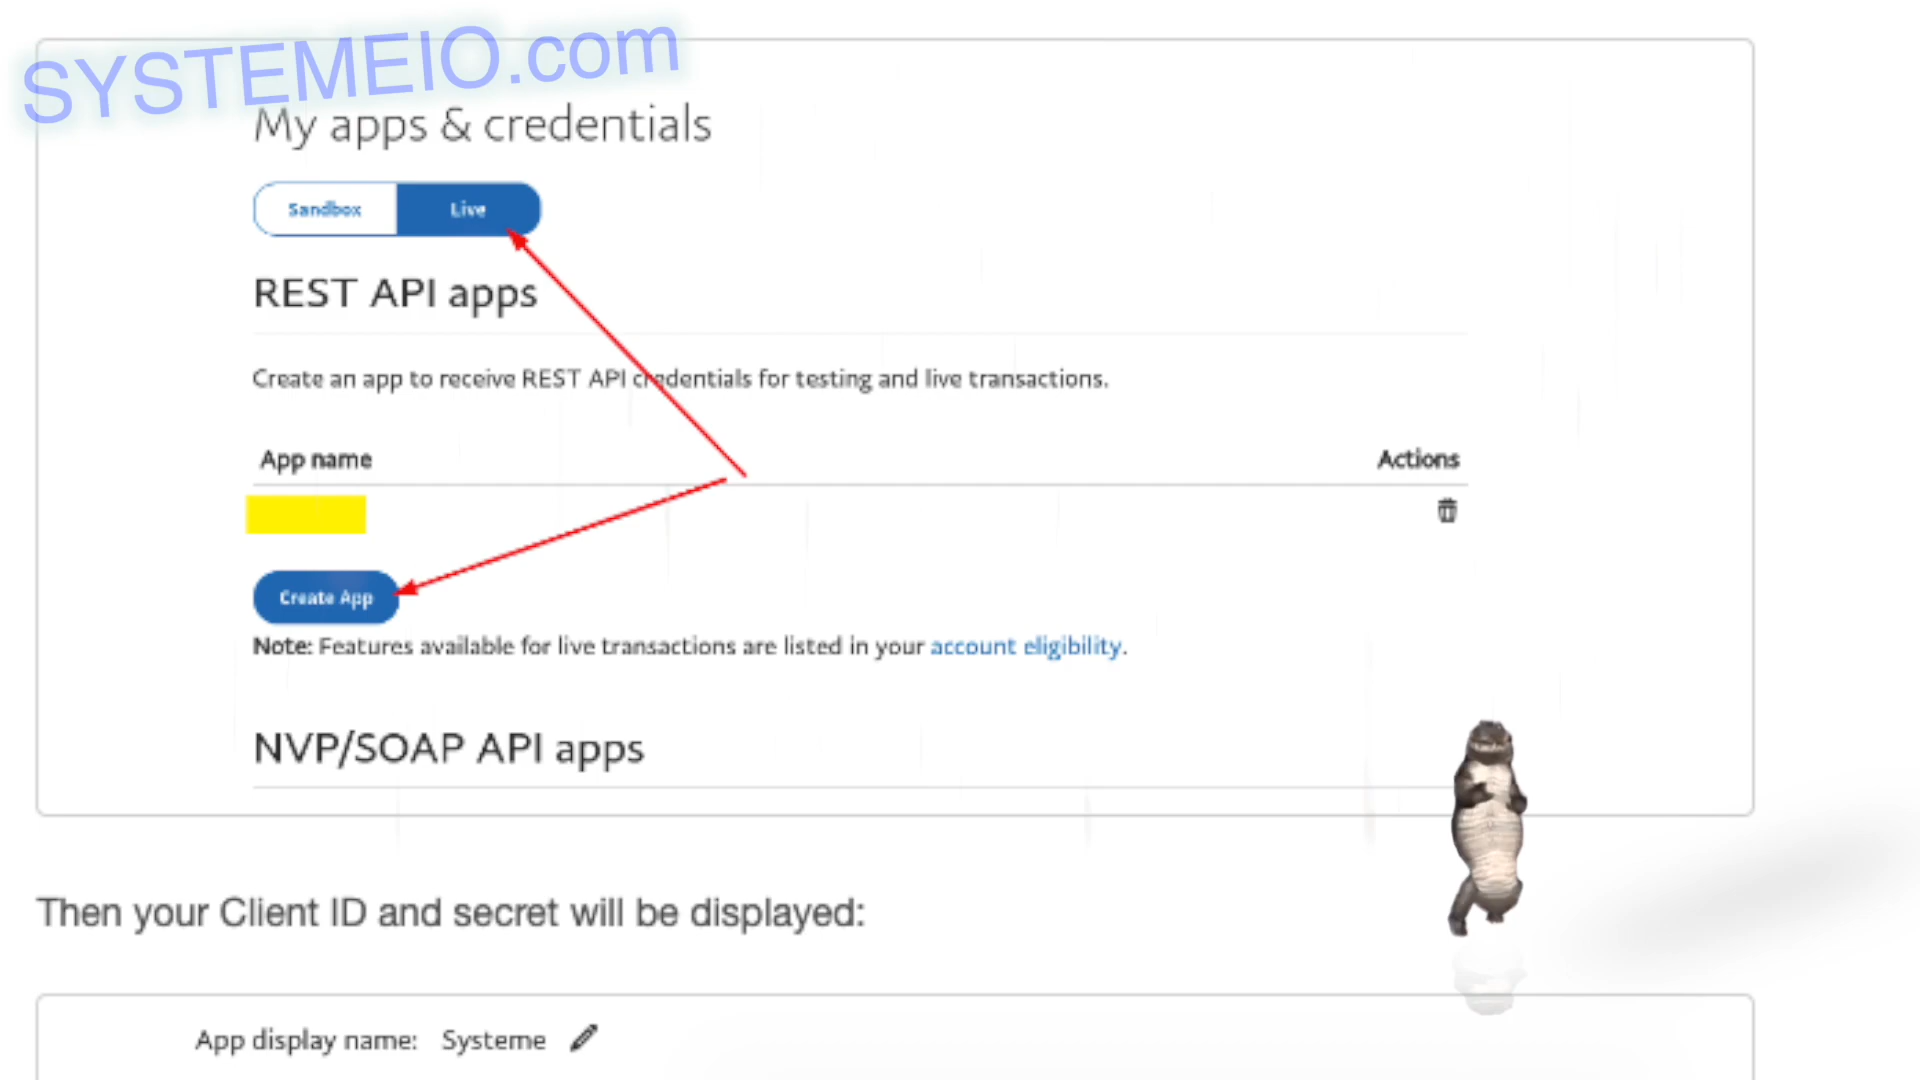 SYSTEMEIO.com
My apps & credentials
Sandbox Live
REST API apps
Create an app to receive REST API credentials for testing and live transactions.
App name Actions
Create App
Note: Features available for live transactions are listed in your account eligibility.
NVP/SOAP API apps
Then your Client ID and secret will be displayed:
App display name: Systeme